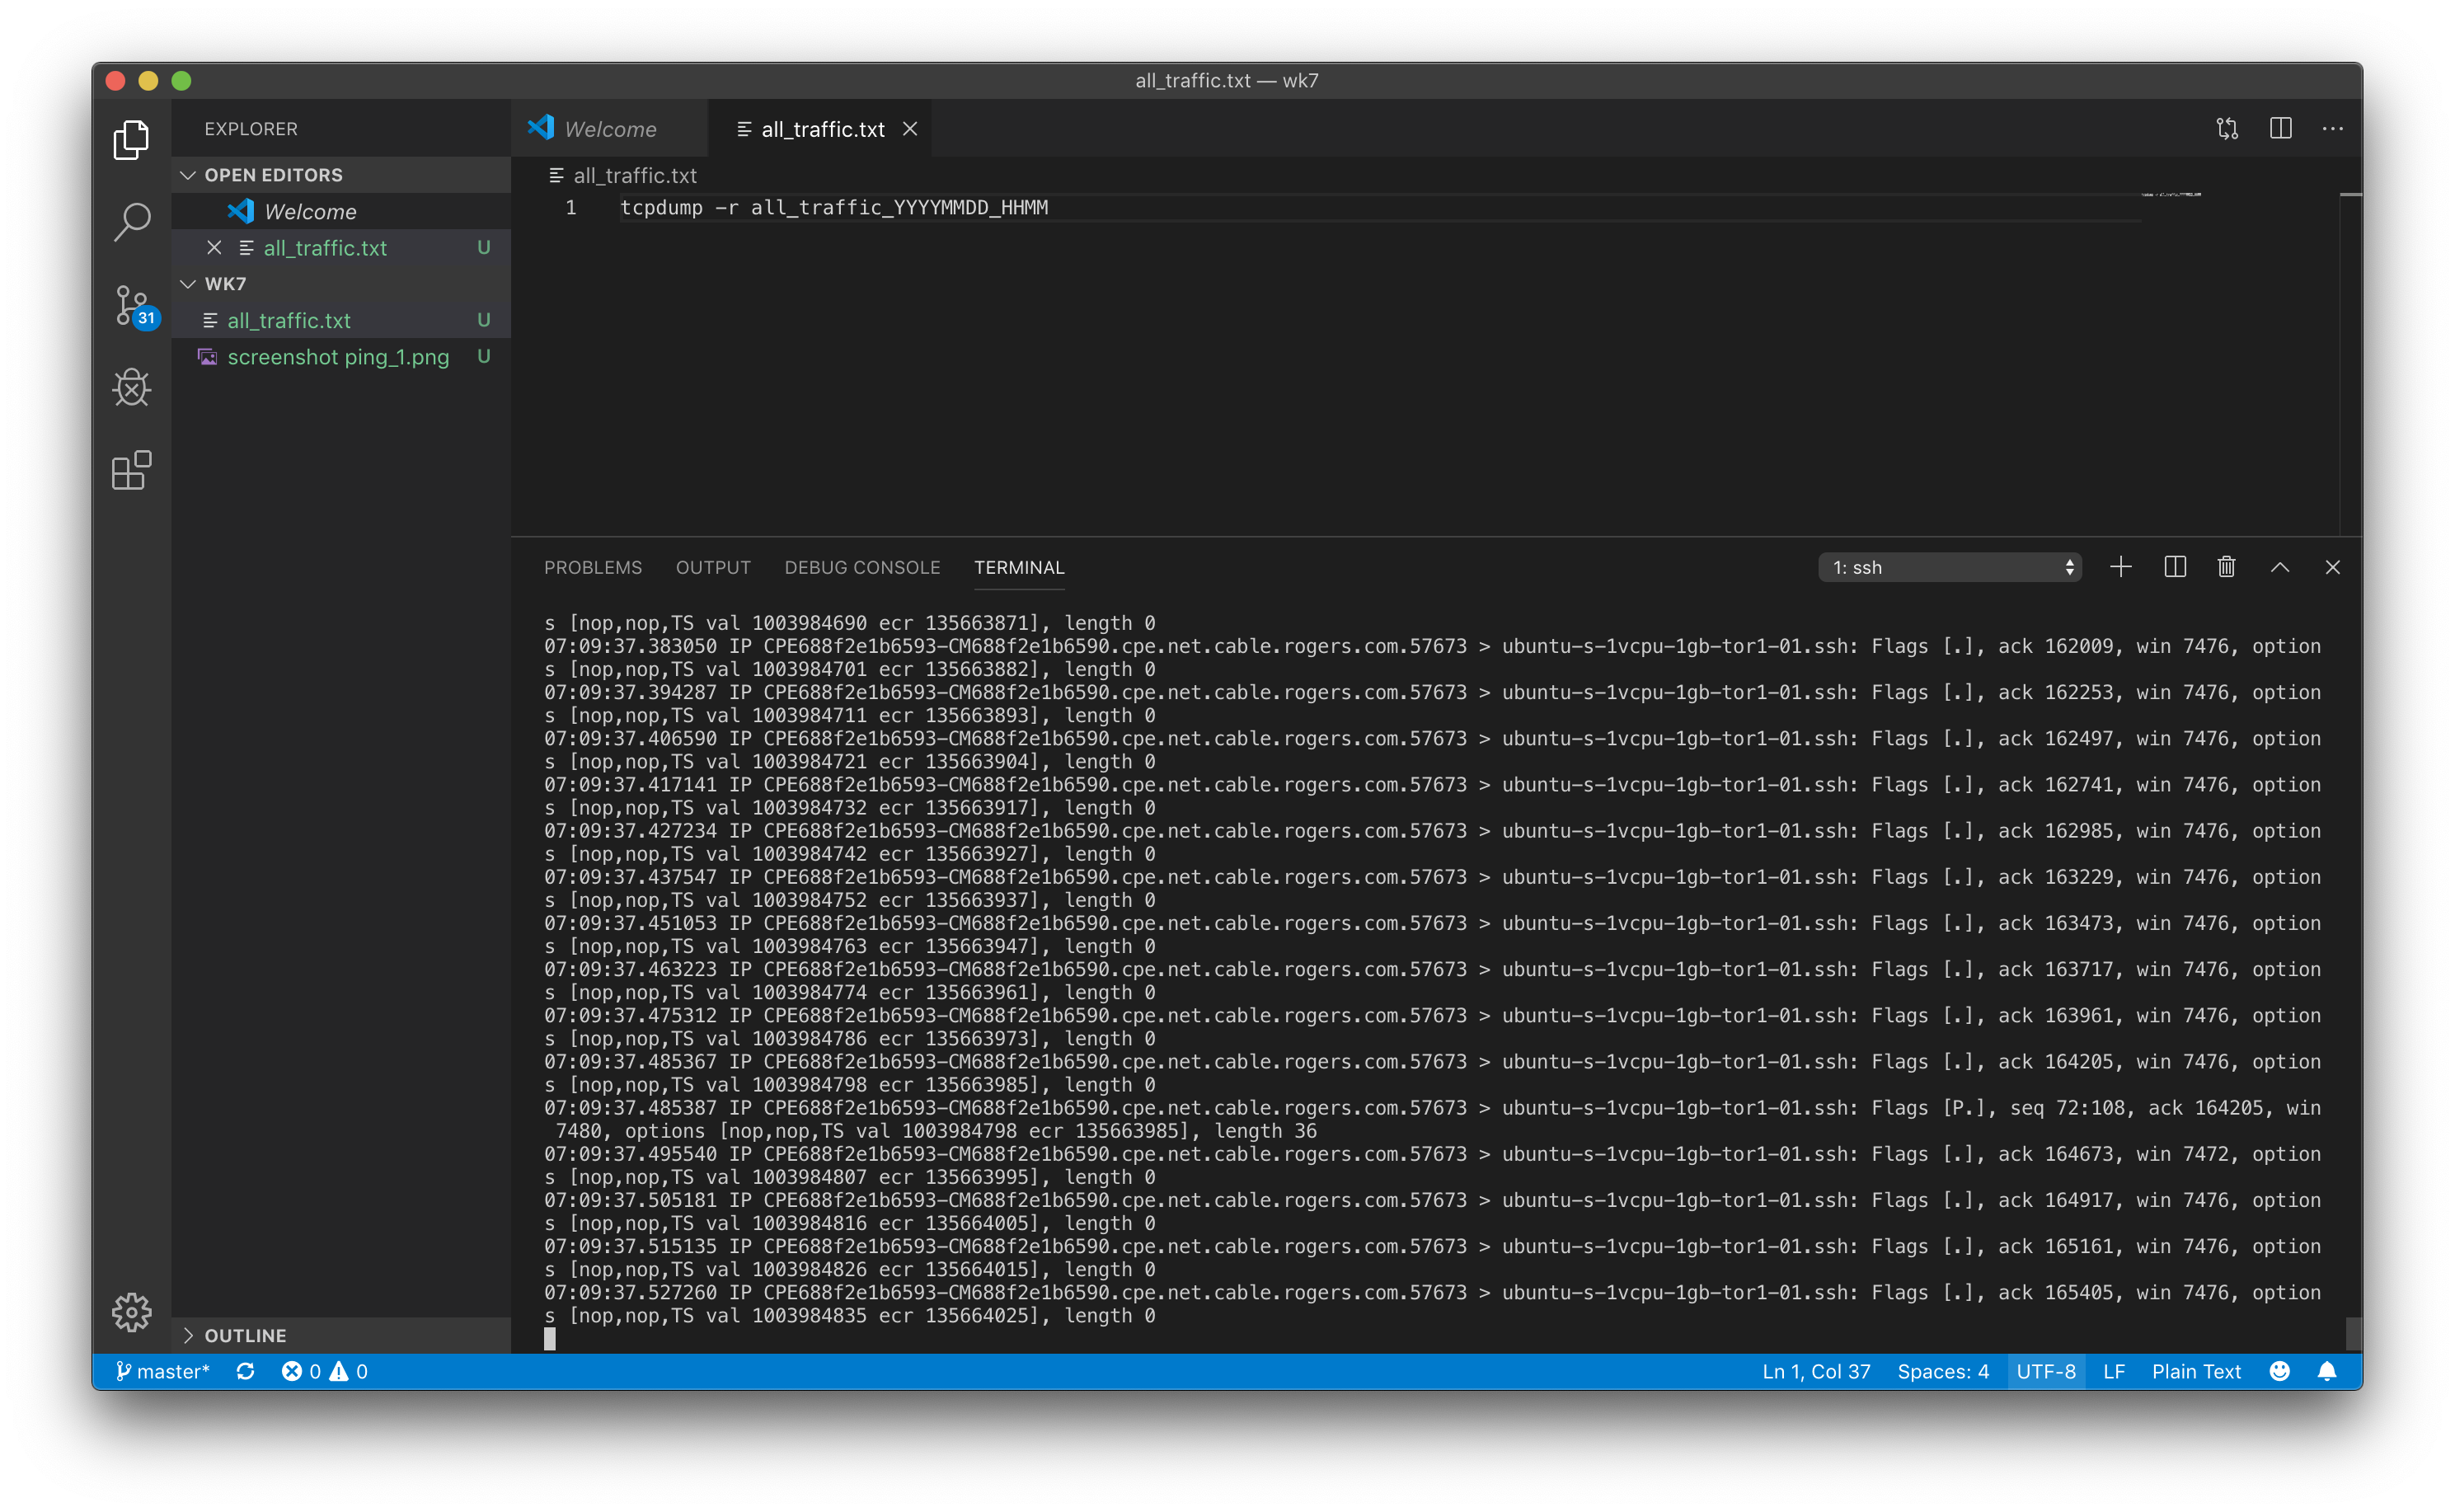 all_traffic.txt — wk7
EXPLORER
OPEN EDITORS
Welcome
all_traffic.txt U
WK7
all_traffic.txt U
screenshot ping_1.png U
31
OUTLINE
Welcome
all_traffic.txt
all_traffic.txt
1 tcpdump -r all_traffic_YYYYMMDD_HHMM
PROBLEMS OUTPUT DEBUG CONSOLE TERMINAL 1: ssh
s [nop,nop,TS val 1003984690 ecr 135663871], length 0
07:09:37.383050 IP CPE688f2e1b6593-CM688f2e1b6590.cpe.net.cable.rogers.com.57673 > ubuntu-s-1vcpu-1gb-tor1-01.ssh: Flags [.], ack 162009, win 7476, option
s [nop,nop,TS val 1003984701 ecr 135663882], length 0
07:09:37.394287 IP CPE688f2e1b6593-CM688f2e1b6590.cpe.net.cable.rogers.com.57673 > ubuntu-s-1vcpu-1gb-tor1-01.ssh: Flags [.], ack 162253, win 7476, option
s [nop,nop,TS val 1003984711 ecr 135663893], length 0
07:09:37.406590 IP CPE688f2e1b6593-CM688f2e1b6590.cpe.net.cable.rogers.com.57673 > ubuntu-s-1vcpu-1gb-tor1-01.ssh: Flags [.], ack 162497, win 7476, option
s [nop,nop,TS val 1003984721 ecr 135663904], length 0
07:09:37.417141 IP CPE688f2e1b6593-CM688f2e1b6590.cpe.net.cable.rogers.com.57673 > ubuntu-s-1vcpu-1gb-tor1-01.ssh: Flags [.], ack 162741, win 7476, option
s [nop,nop,TS val 1003984732 ecr 135663917], length 0
07:09:37.427234 IP CPE688f2e1b6593-CM688f2e1b6590.cpe.net.cable.rogers.com.57673 > ubuntu-s-1vcpu-1gb-tor1-01.ssh: Flags [.], ack 162985, win 7476, option
s [nop,nop,TS val 1003984742 ecr 135663927], length 0
07:09:37.437547 IP CPE688f2e1b6593-CM688f2e1b6590.cpe.net.cable.rogers.com.57673 > ubuntu-s-1vcpu-1gb-tor1-01.ssh: Flags [.], ack 163229, win 7476, option
s [nop,nop,TS val 1003984752 ecr 135663937], length 0
07:09:37.451053 IP CPE688f2e1b6593-CM688f2e1b6590.cpe.net.cable.rogers.com.57673 > ubuntu-s-1vcpu-1gb-tor1-01.ssh: Flags [.], ack 163473, win 7476, option
s [nop,nop,TS val 1003984763 ecr 135663947], length 0
07:09:37.463223 IP CPE688f2e1b6593-CM688f2e1b6590.cpe.net.cable.rogers.com.57673 > ubuntu-s-1vcpu-1gb-tor1-01.ssh: Flags [.], ack 163717, win 7476, option
s [nop,nop,TS val 1003984774 ecr 135663961], length 0
07:09:37.475312 IP CPE688f2e1b6593-CM688f2e1b6590.cpe.net.cable.rogers.com.57673 > ubuntu-s-1vcpu-1gb-tor1-01.ssh: Flags [.], ack 163961, win 7476, option
s [nop,nop,TS val 1003984786 ecr 135663973], length 0
07:09:37.485367 IP CPE688f2e1b6593-CM688f2e1b6590.cpe.net.cable.rogers.com.57673 > ubuntu-s-1vcpu-1gb-tor1-01.ssh: Flags [.], ack 164205, win 7476, option
s [nop,nop,TS val 1003984798 ecr 135663985], length 0
07:09:37.485387 IP CPE688f2e1b6593-CM688f2e1b6590.cpe.net.cable.rogers.com.57673 > ubuntu-s-1vcpu-1gb-tor1-01.ssh: Flags [P.], seq 72:108, ack 164205, win
7480, options [nop,nop,TS val 1003984798 ecr 135663985], length 36
07:09:37.495540 IP CPE688f2e1b6593-CM688f2e1b6590.cpe.net.cable.rogers.com.57673 > ubuntu-s-1vcpu-1gb-tor1-01.ssh: Flags [.], ack 164673, win 7472, option
s [nop,nop,TS val 1003984807 ecr 135663995], length 0
07:09:37.505181 IP CPE688f2e1b6593-CM688f2e1b6590.cpe.net.cable.rogers.com.57673 > ubuntu-s-1vcpu-1gb-tor1-01.ssh: Flags [.], ack 164917, win 7476, option
s [nop,nop,TS val 1003984816 ecr 135664005], length 0
07:09:37.515135 IP CPE688f2e1b6593-CM688f2e1b6590.cpe.net.cable.rogers.com.57673 > ubuntu-s-1vcpu-1gb-tor1-01.ssh: Flags [.], ack 165161, win 7476, option
s [nop,nop,TS val 1003984826 ecr 135664015], length 0
07:09:37.527260 IP CPE688f2e1b6593-CM688f2e1b6590.cpe.net.cable.rogers.com.57673 > ubuntu-s-1vcpu-1gb-tor1-01.ssh: Flags [.], ack 165405, win 7476, option
s [nop,nop,TS val 1003984835 ecr 135664025], length 0
master* 0 0 Ln 1, Col 37 Spaces: 4 UTF-8 LF Plain Text